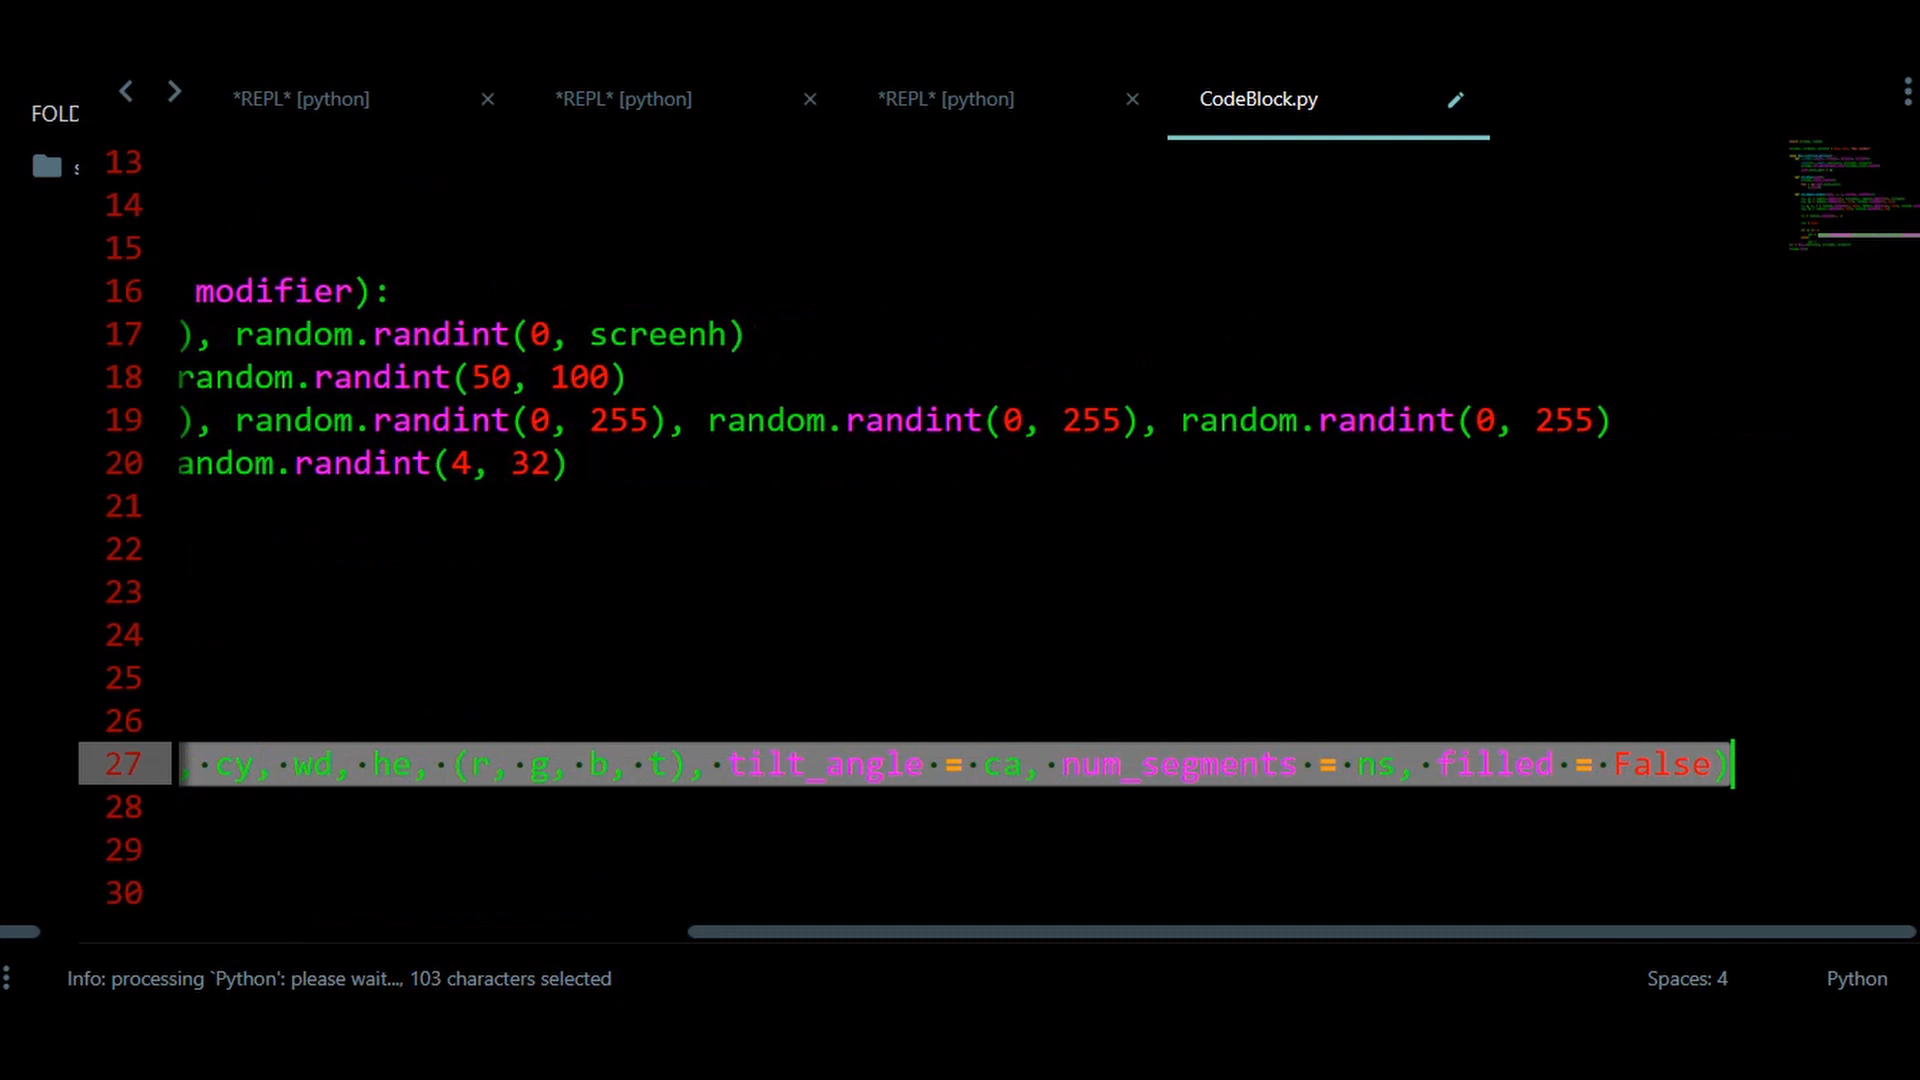 FOLD
*REPL* [python]
*REPL* [python]
*REPL* [python]
CodeBlock.py
s
13
14
15
16 modifier):
17 ), random.randint(0, screenh)
18 random.randint(50, 100)
19 ), random.randint(0, 255), random.randint(0, 255), random.randint(0, 255)
20 andom.randint(4, 32)
21
22
23
24
25
26
27 , cy, wd, he, (r, g, b, t), tilt_angle = ca, num_segments = ns, filled = False)
28
29
30
Info: processing `Python': please wait..., 103 characters selected
Spaces: 4
Python